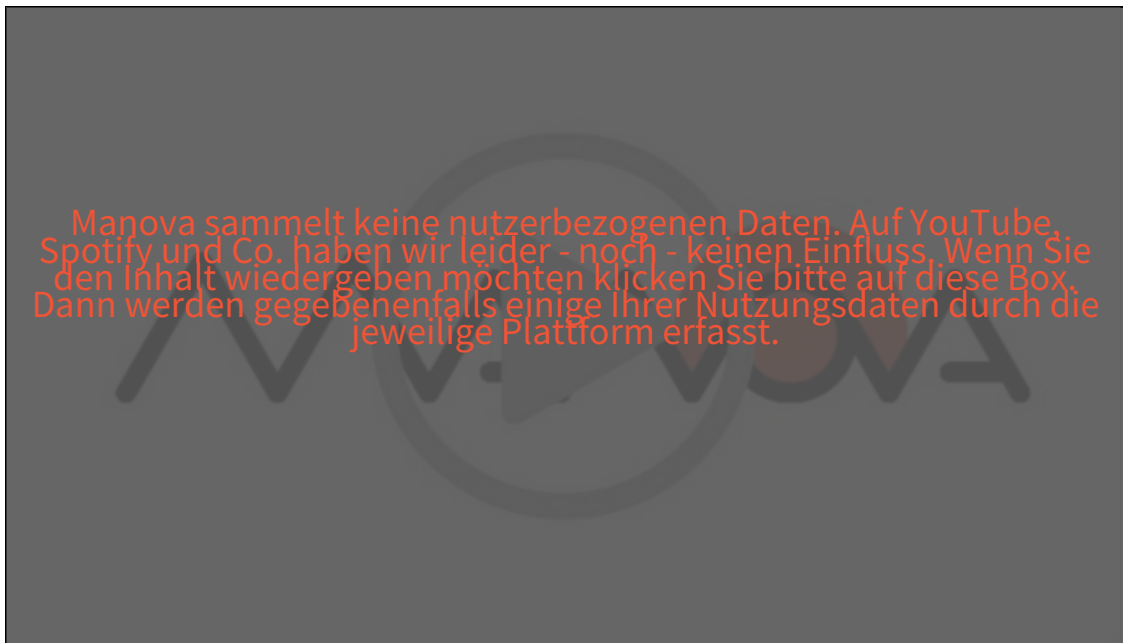 Manova sammelt keine nutzerbezogenen Daten. Auf YouTube,
Spotify und Co. haben wir leider - noch - keinen Einfluss. Wenn Sie
den Inhalt wiedergeben möchten klicken Sie bitte auf diese Box.
Dann werden gegebenenfalls einige Ihrer Nutzungsdaten durch die
jeweilige Plattform erfasst.
MANOVA